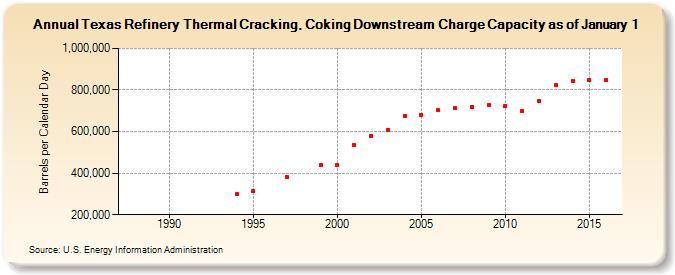 Annual Texas Refinery Thermal Cracking, Coking Downstream Charge Capacity as of January 1
Barrels per Calendar Day
1,000,000
800,000
600,000
400,000
200,000
1990 1995 2000 2005 2010 2015
Source: U.S. Energy Information Administration